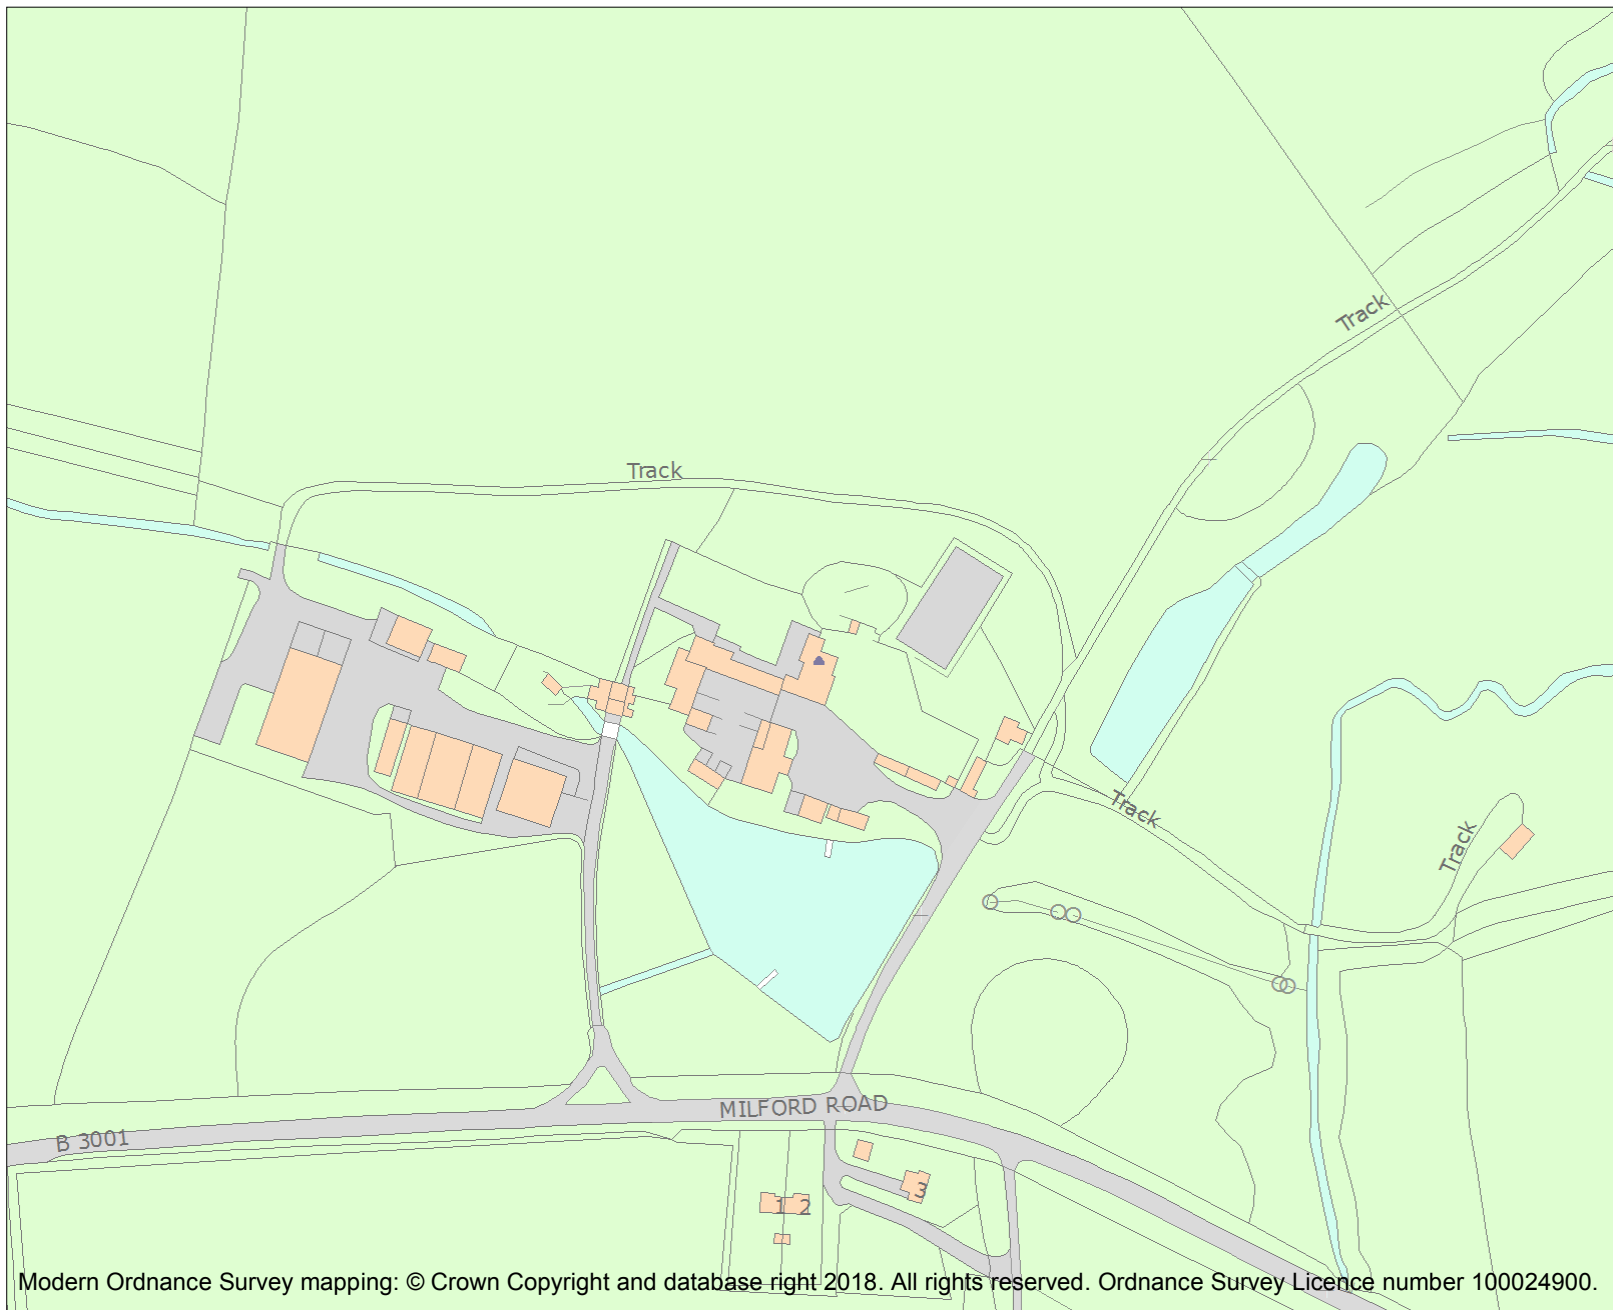 Track
Track
Track
Track
MILFORD ROAD
B 3001
3
1 2
Modern Ordnance Survey mapping: © Crown Copyright and database right 2018. All rights reserved. Ordnance Survey Licence number 100024900.